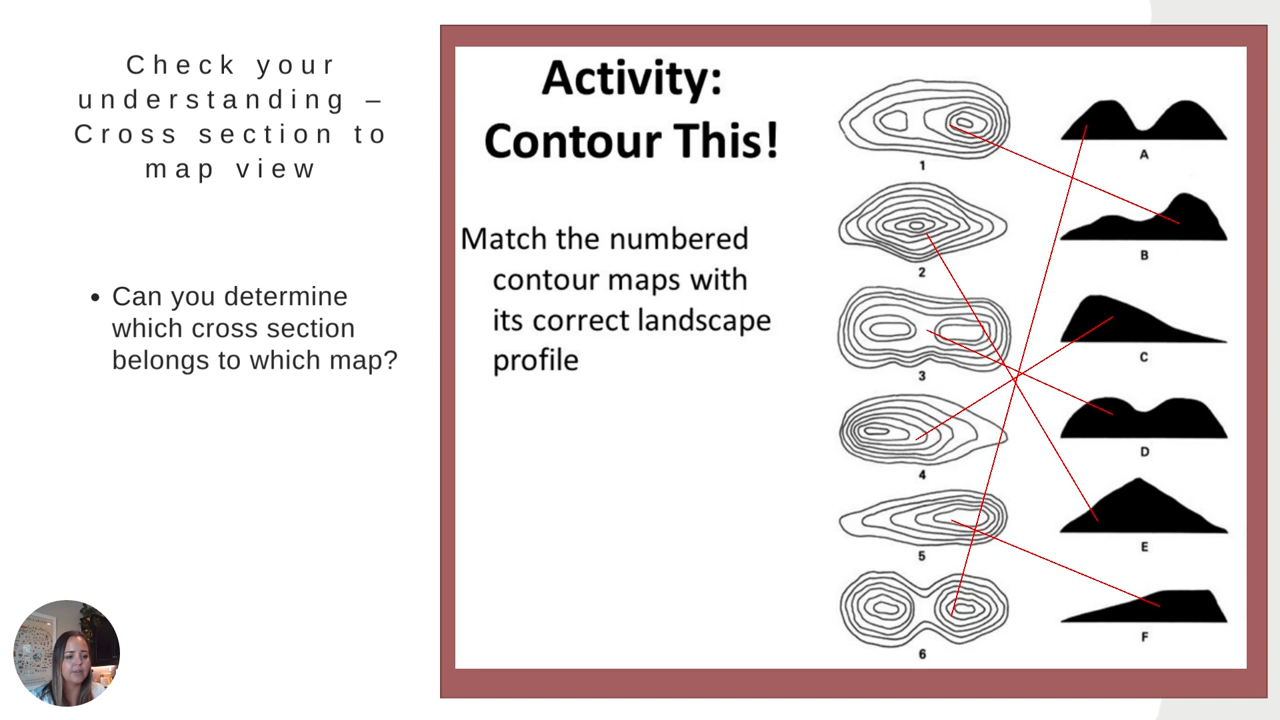 Check your
understanding –
Cross section to
map view
• Can you determine
which cross section
belongs to which map?
Activity:
Contour This!
Match the numbered
contour maps with
its correct landscape
profile
1
2
3
4
5
6
A
B
C
D
E
F